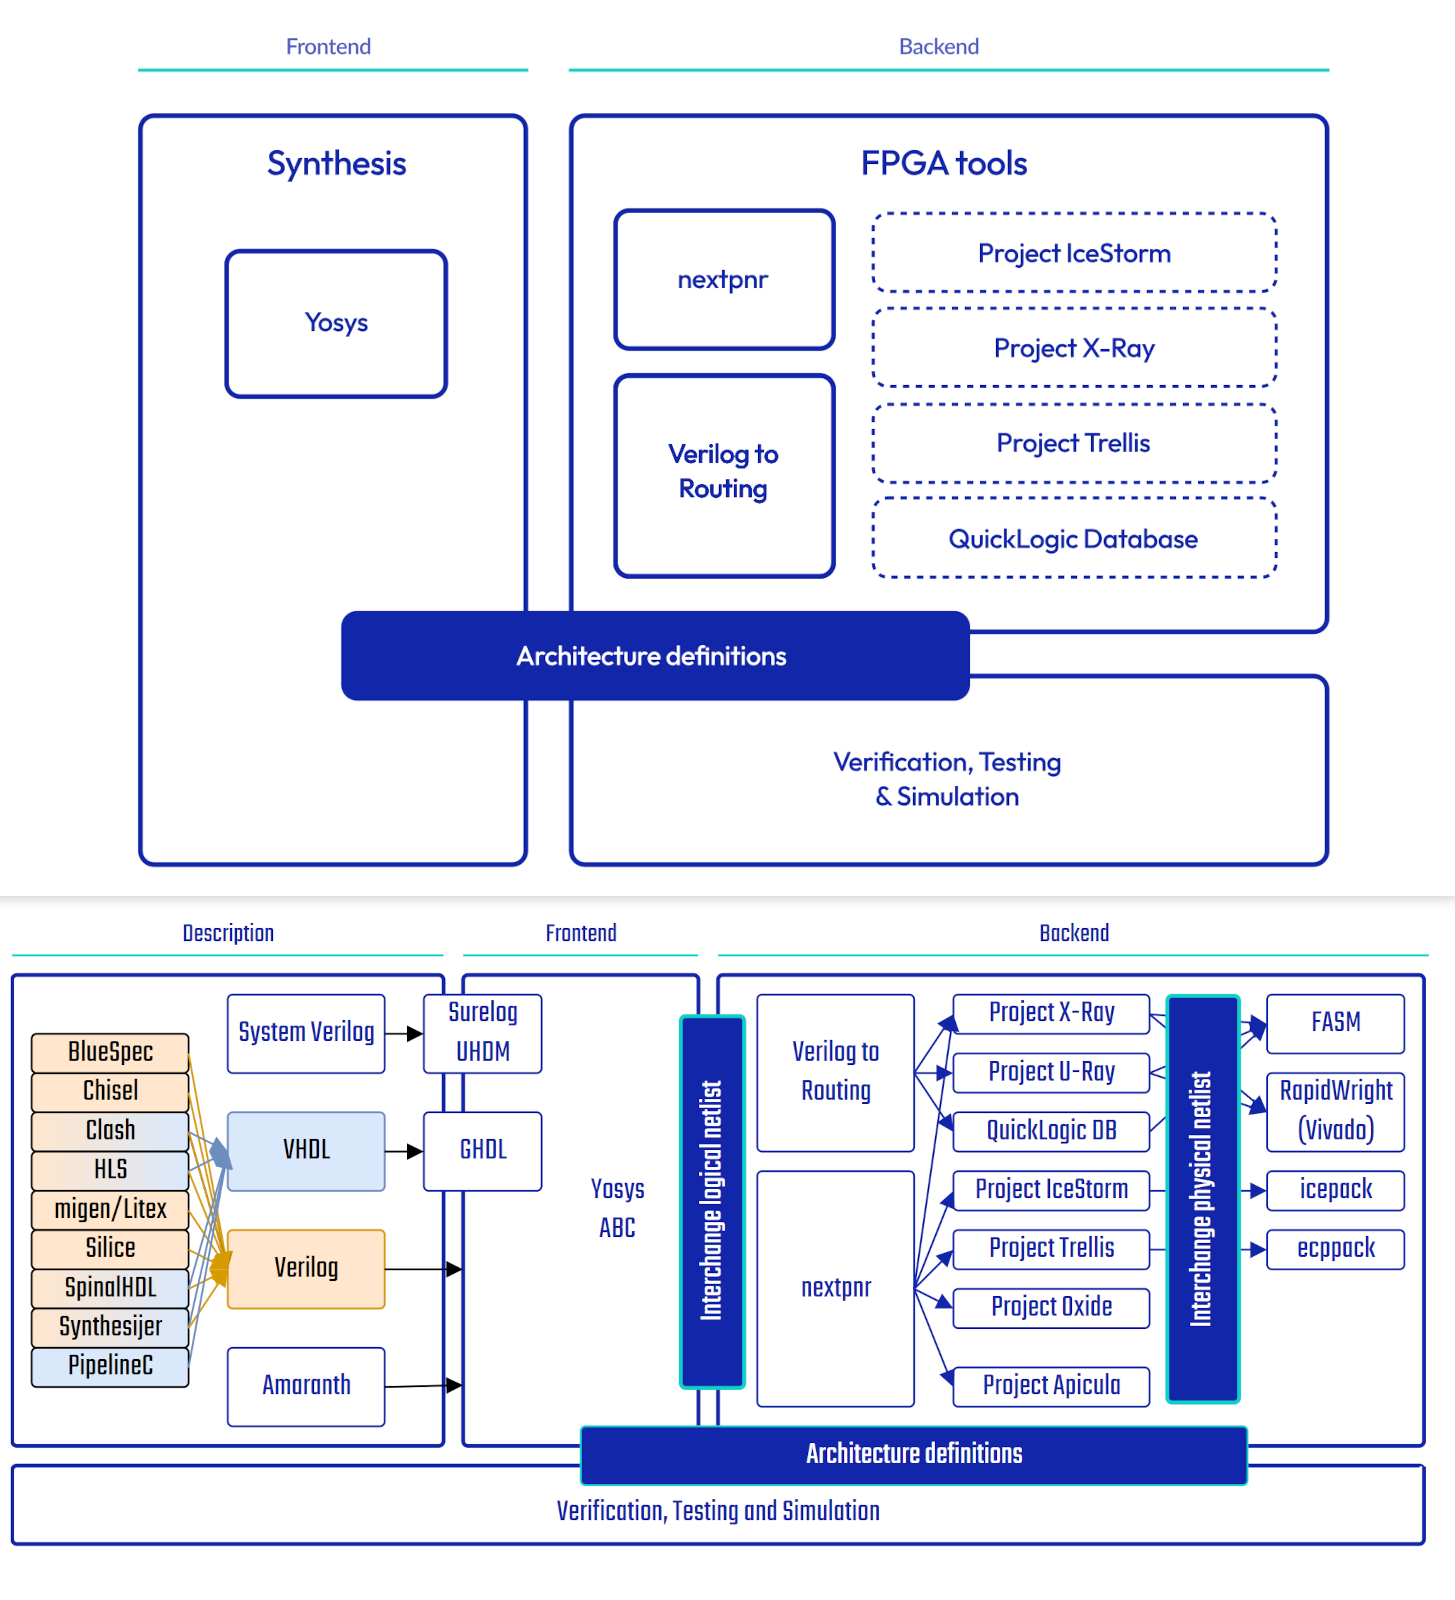 Frontend
Backend
Synthesis
FPGA tools
Yosys
nextpnr
Verilog to
Routing
Project IceStorm
Project X-Ray
Project Trellis
QuickLogic Database
Architecture definitions
Verification, Testing
& Simulation
Description
Frontend
Backend
BlueSpec
Chisel
Clash
HLS
migen/Litex
Silice
SpinalHDL
Synthesijer
PipelineC
System Verilog
VHDL
Verilog
Amaranth
Surelog
UHDM
GHDL
Yosys
ABC
Interchange logical netlist
Verilog to
Routing
nextpnr
Project X-Ray
Project U-Ray
QuickLogic DB
Project IceStorm
Project Trellis
Project Oxide
Project Apicula
Interchange physical netlist
FASM
RapidWright
(Vivado)
icepack
ecppack
Architecture definitions
Verification, Testing and Simulation